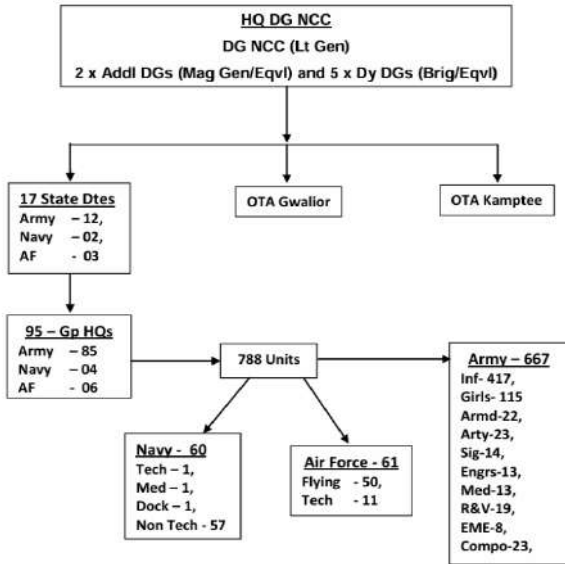 HQ DG NCC
DG NCC (Lt Gen)
2 x Addl DGs (Mag Gen/Eqvl) and 5 x Dy DGs (Brig/Eqvl)
17 State Dtes
Army – 12,
Navy – 02,
AF - 03
OTA Gwalior
OTA Kamptee
95 – Gp HQs
Army – 85
Navy – 04
AF - 06
788 Units
Army – 667
Inf- 417,
Girls- 115
Armd-22,
Arty-23,
Sig-14,
Engrs-13,
Med-13,
R&V-19,
EME-8,
Compo-23,
Navy - 60
Tech – 1,
Med – 1,
Dock – 1,
Non Tech - 57
Air Force - 61
Flying - 50,
Tech - 11